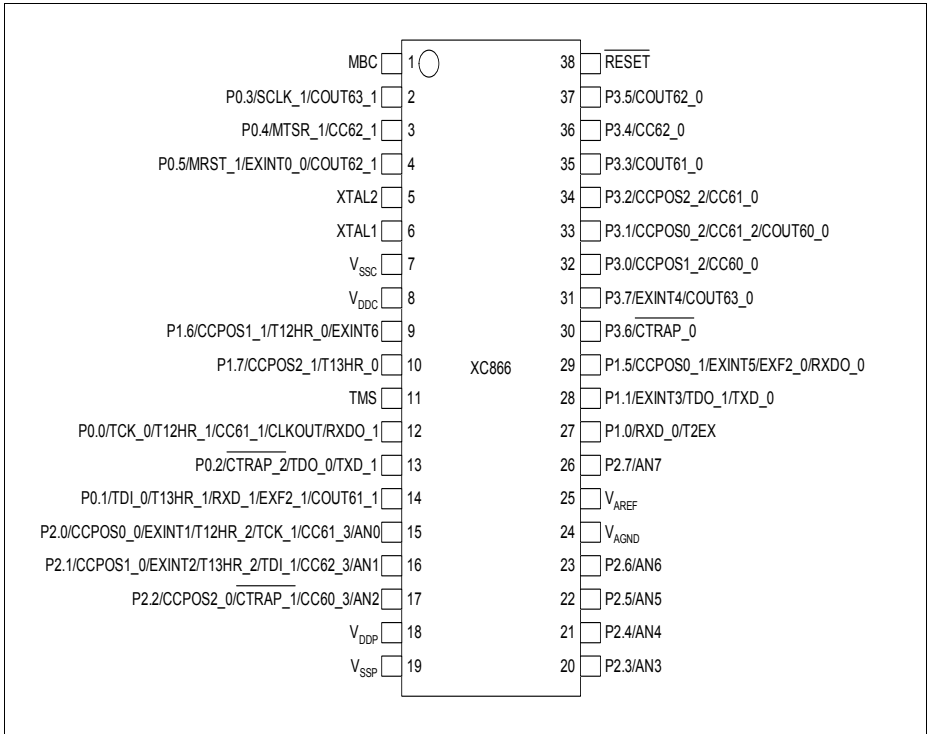 MBC 1 38 RESET
P0.3/SCLK_1/COUT63_1 2 37 P3.5/COUT62_0
P0.4/MTSR_1/CC62_1 3 36 P3.4/CC62_0
P0.5/MRST_1/EXINT0_0/COUT62_1 4 35 P3.3/COUT61_0
XTAL2 5 34 P3.2/CCPOS2_2/CC61_0
XTAL1 6 33 P3.1/CCPOS0_2/CC61_2/COUT60_0
VSSC 7 32 P3.0/CCPOS1_2/CC60_0
VDDC 8 31 P3.7/EXINT4/COUT63_0
P1.6/CCPOS1_1/T12HR_0/EXINT6 9 30 P3.6/CTRAP_0
P1.7/CCPOS2_1/T13HR_0 10 XC866 29 P1.5/CCPOS0_1/EXINT5/EXF2_0/RXDO_0
TMS 11 28 P1.1/EXINT3/TDO_1/TXD_0
P0.0/TCK_0/T12HR_1/CC61_1/CLKOUT/RXDO_1 12 27 P1.0/RXD_0/T2EX
P0.2/CTRAP_2/TDO_0/TXD_1 13 26 P2.7/AN7
P0.1/TDI_0/T13HR_1/RXD_1/EXF2_1/COUT61_1 14 25 VAREF
P2.0/CCPOS0_0/EXINT1/T12HR_2/TCK_1/CC61_3/AN0 15 24 VAGND
P2.1/CCPOS1_0/EXINT2/T13HR_2/TDI_1/CC62_3/AN1 16 23 P2.6/AN6
P2.2/CCPOS2_0/CTRAP_1/CC60_3/AN2 17 22 P2.5/AN5
VDDP 18 21 P2.4/AN4
VSSP 19 20 P2.3/AN3